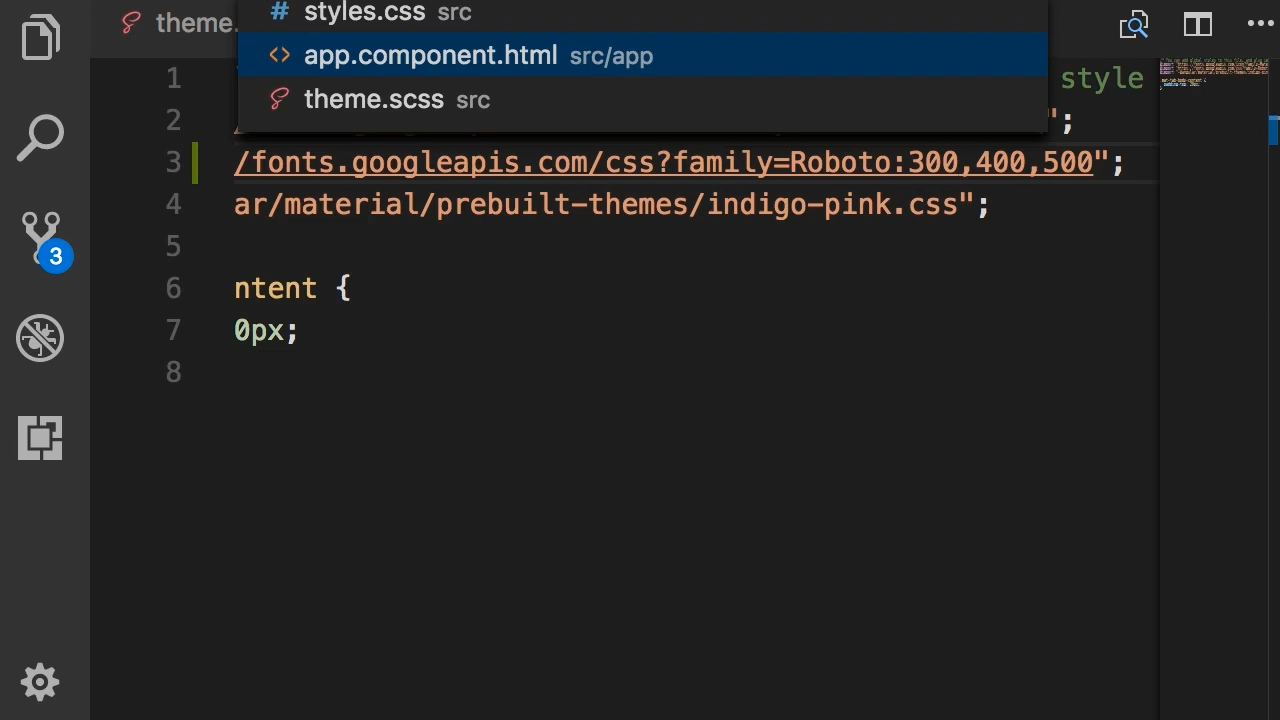 styles.css src
theme.
app.component.html src/app
theme.scss src
1 style
2 ";
3 /fonts.googleapis.com/css?family=Roboto:300,400,500";
4 ar/material/prebuilt-themes/indigo-pink.css";
5
6 ntent {
7 0px;
8
3